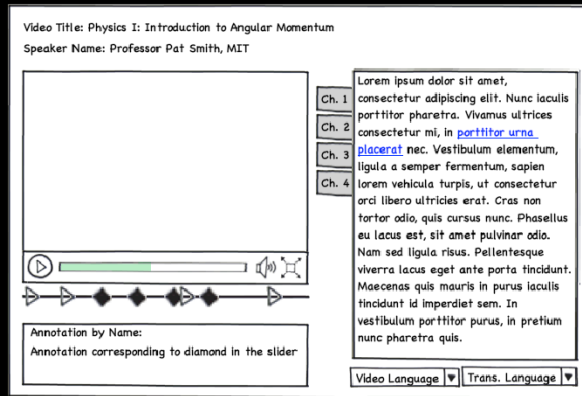 Video Title: Physics I: Introduction to Angular Momentum
Speaker Name: Professor Pat Smith, MIT
Ch. 1
Ch. 2
Ch. 3
Ch. 4
Lorem ipsum dolor sit amet,
consectetur adipiscing elit. Nunc iaculis
porttitor pharetra. Vivamus ultrices
consectetur mi, in porttitor urna
placerat nec. Vestibulum elementum,
ligula a semper fermentum, sapien
lorem vehicula turpis, ut consectetur
orci libero ultricies erat. Cras non
tortor odio, quis cursus nunc. Phasellus
eu lacus est, sit amet pulvinar odio.
Nam sed ligula risus. Pellentesque
viverra lacus eget ante porta tincidunt.
Maecenas quis mauris in purus iaculis
tincidunt id imperdiet sem. In
vestibulum porttitor purus, in pretium
nunc pharetra quis.
Annotation by Name:
Annotation corresponding to diamond in the slider
Video Language
Trans. Language